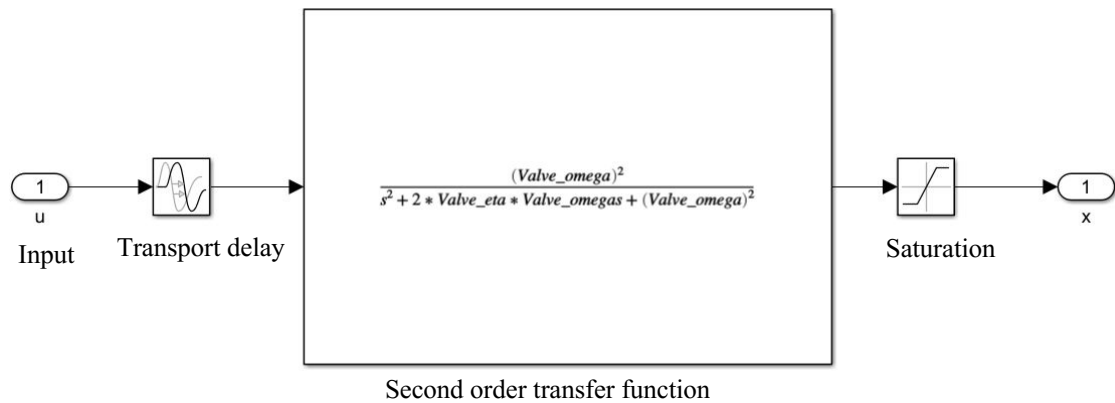 1
u
Input
Transport delay
(Valve_omega)²
s² + 2 * Valve_eta * Valve_omegas + (Valve_omega)²
Second order transfer function
Saturation
1
x